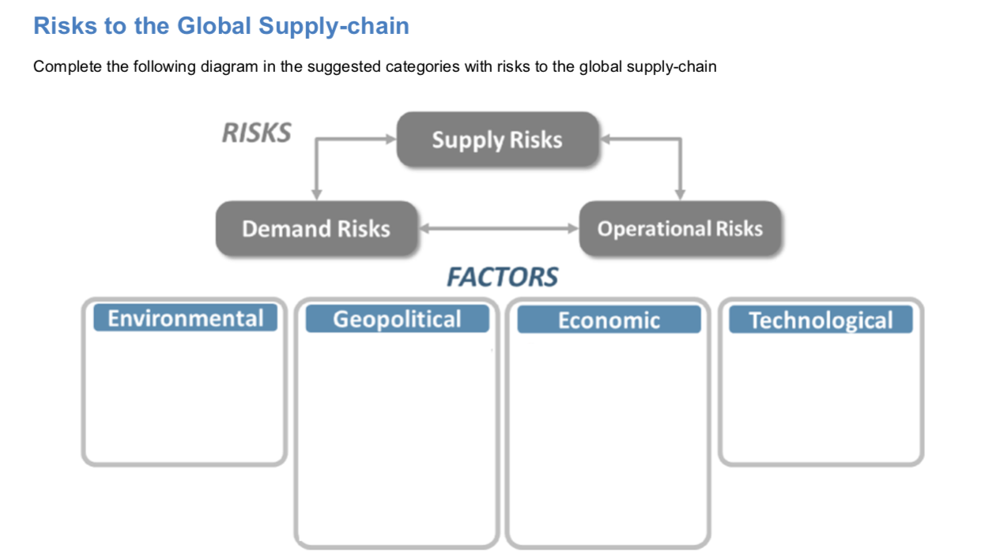 Risks to the Global Supply-chain
Complete the following diagram in the suggested categories with risks to the global supply-chain
RISKS
Supply Risks
Demand Risks
Operational Risks
FACTORS
Environmental
Geopolitical
Economic
Technological